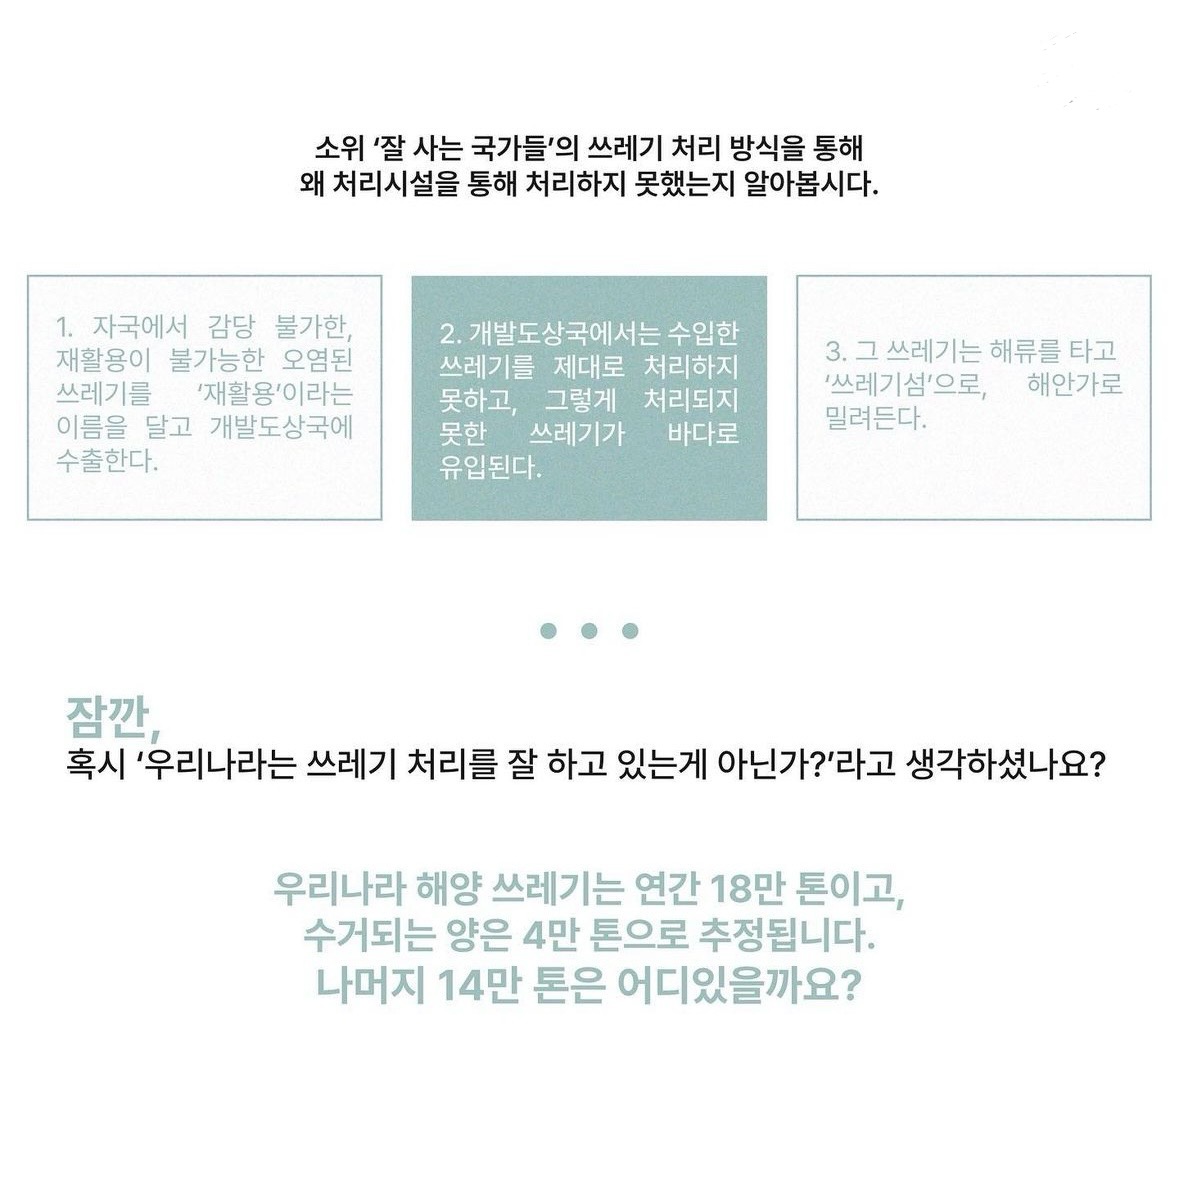 소위 ‘잘 사는 국가들’의 쓰레기 처리 방식을 통해
왜 처리시설을 통해 처리하지 못했는지 알아봅시다.
1. 자국에서 감당 불가한,
재활용이 불가능한 오염된
쓰레기를 ‘재활용’이라는
이름을 달고 개발도상국에
수출한다.
2. 개발도상국에서는 수입한
쓰레기를 제대로 처리하지
못하고, 그렇게 처리되지
못한 쓰레기가 바다로
유입된다.
3. 그 쓰레기는 해류를 타고
‘쓰레기섬’으로, 해안가로
밀려든다.
잠깐,
혹시 ‘우리나라는 쓰레기 처리를 잘 하고 있는게 아닌가?’라고 생각하셨나요?
우리나라 해양 쓰레기는 연간 18만 톤이고,
수거되는 양은 4만 톤으로 추정됩니다.
나머지 14만 톤은 어디있을까요?